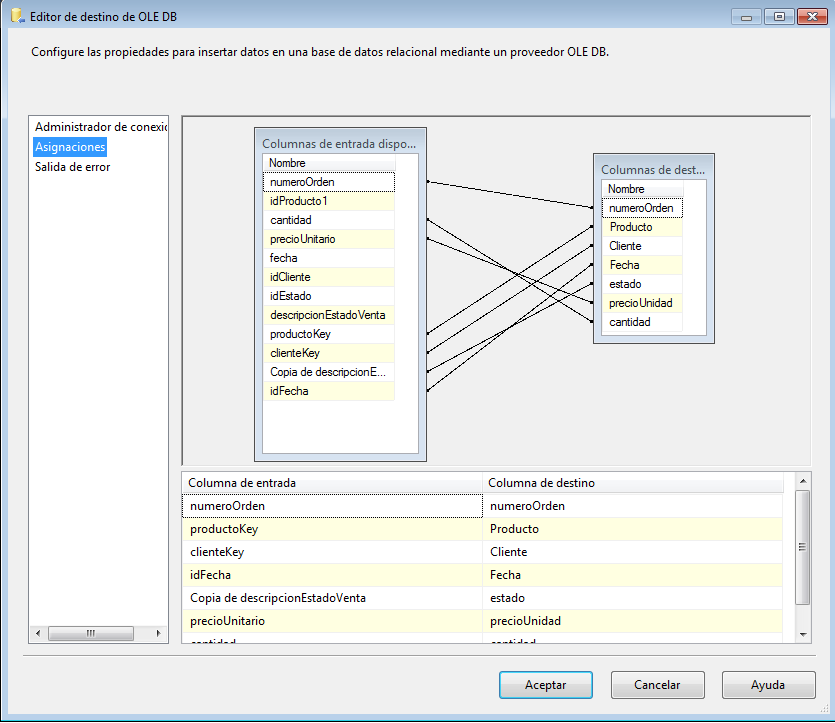 Editor de destino de OLE DB
Configure las propiedades para insertar datos en una base de datos relacional mediante un proveedor OLE DB.
Administrador de conexic
Asignaciones
Salida de error
Columnas de entrada dispo...
Nombre
numeroOrden
idProducto1
cantidad
precioUnitario
fecha
idCliente
idEstado
descripcionEstadoVenta
productoKey
clienteKey
Copia de descripcionE...
idFecha
Columnas de dest...
Nombre
numeroOrden
Producto
Cliente
Fecha
estado
precioUnidad
cantidad
Columna de entrada Columna de destino
numeroOrden numeroOrden
productoKey Producto
clienteKey Cliente
idFecha Fecha
Copia de descripcionEstadoVenta estado
precioUnitario precioUnidad
cantidad cantidad
Aceptar Cancelar Ayuda